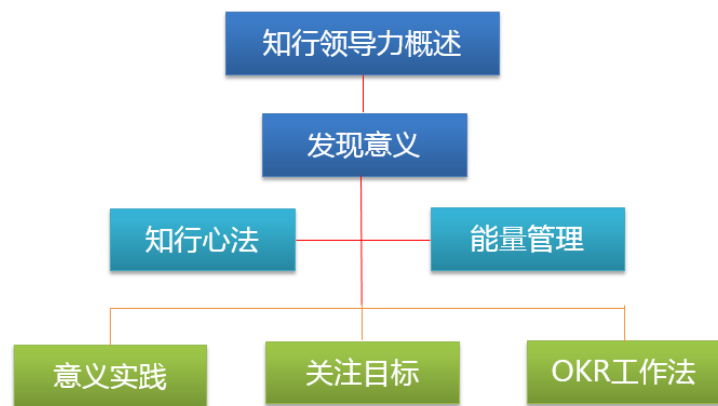 知行领导力概述
发现意义
知行心法
能量管理
意义实践
关注目标
OKR工作法